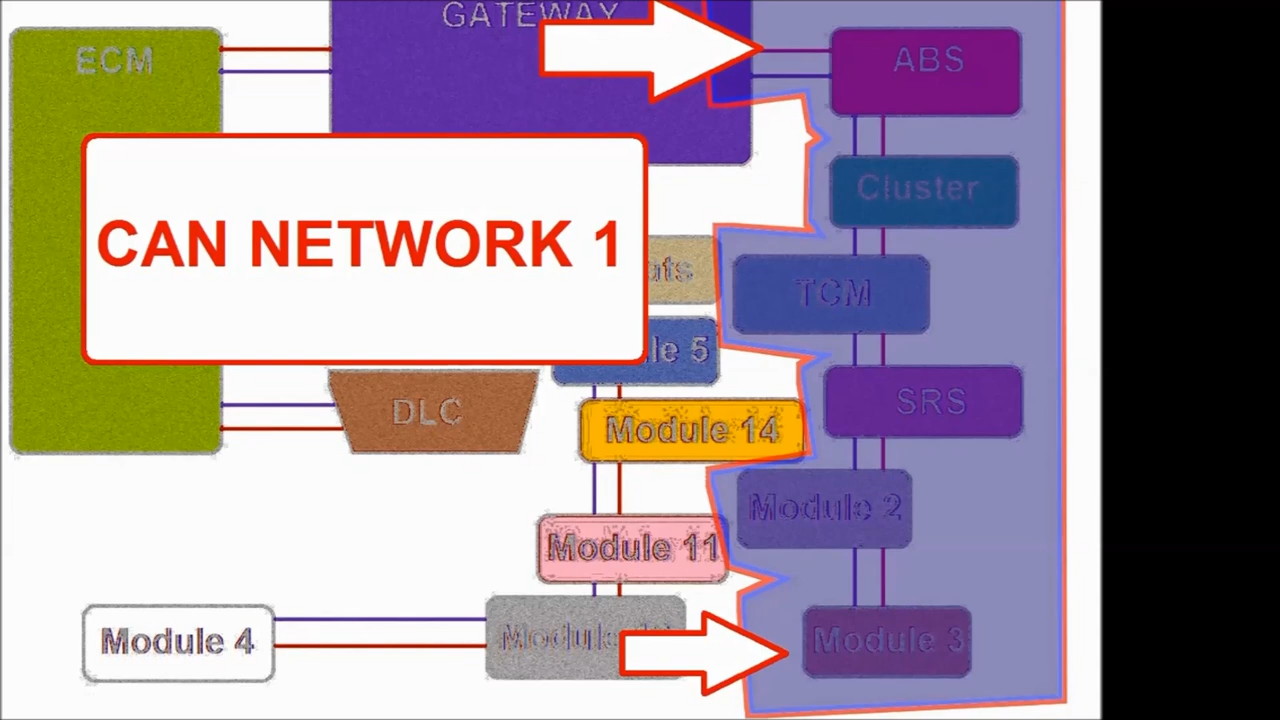 GATEWAY
ECM
ABS
CAN NETWORK 1
Cluster
TCM
5
DLC
SRS
Module 14
Module 2
Module 11
Module 4
Module 3